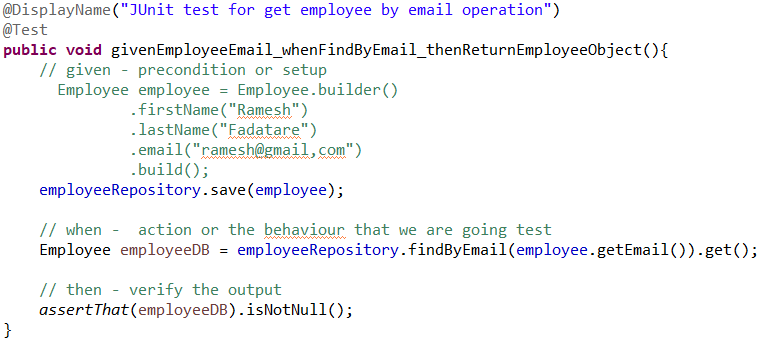 @DisplayName("JUnit test for get employee by email operation")
@Test
public void givenEmployeeEmail_whenFindByEmail_thenReturnEmployeeObject(){
    // given - precondition or setup
      Employee employee = Employee.builder()
              .firstName("Ramesh")
              .lastName("Fadatare")
              .email("ramesh@gmail,com")
              .build();
    employeeRepository.save(employee);

    // when -  action or the behaviour that we are going test
    Employee employeeDB = employeeRepository.findByEmail(employee.getEmail()).get();

    // then - verify the output
    assertThat(employeeDB).isNotNull();
}